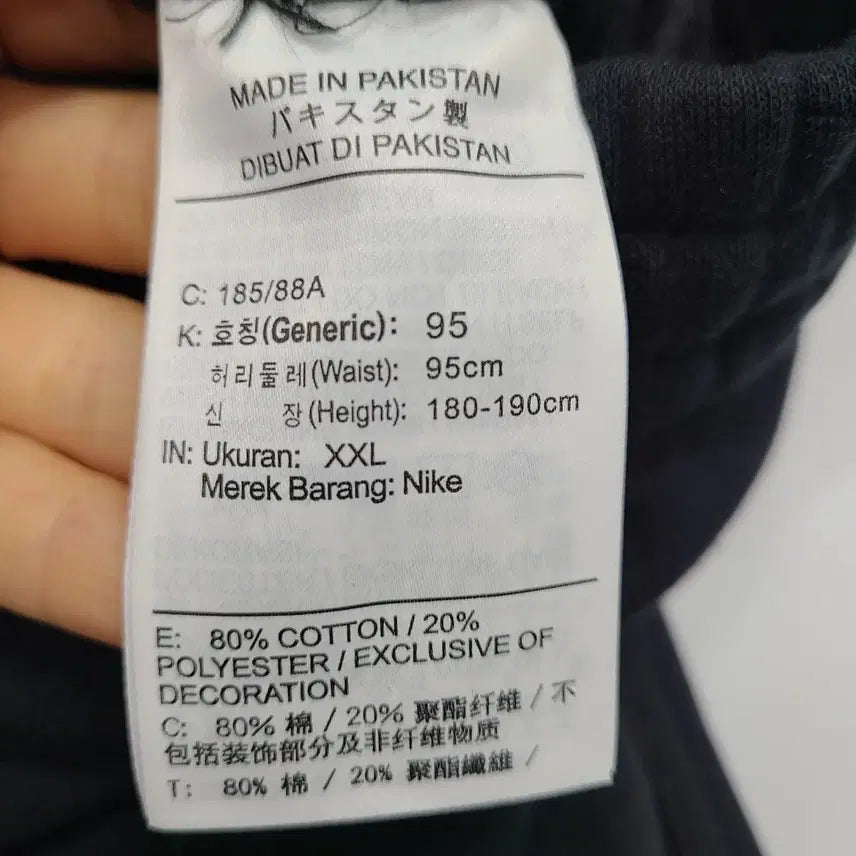 MADE IN PAKISTAN
パキスタン製
DIBUAT DI PAKISTAN
C: 185/88A
K: 호칭(Generic): 95
허리둘레(Waist): 95cm
신 장(Height): 180-190cm
IN: Ukuran: XXL
Merek Barang: Nike
E: 80% COTTON / 20%
POLYESTER / EXCLUSIVE OF
DECORATION
C: 80% 棉 / 20% 聚酯纤维 / 不
包括装饰部分及非纤维物质
T: 80% 棉 / 20% 聚酯纖維 /